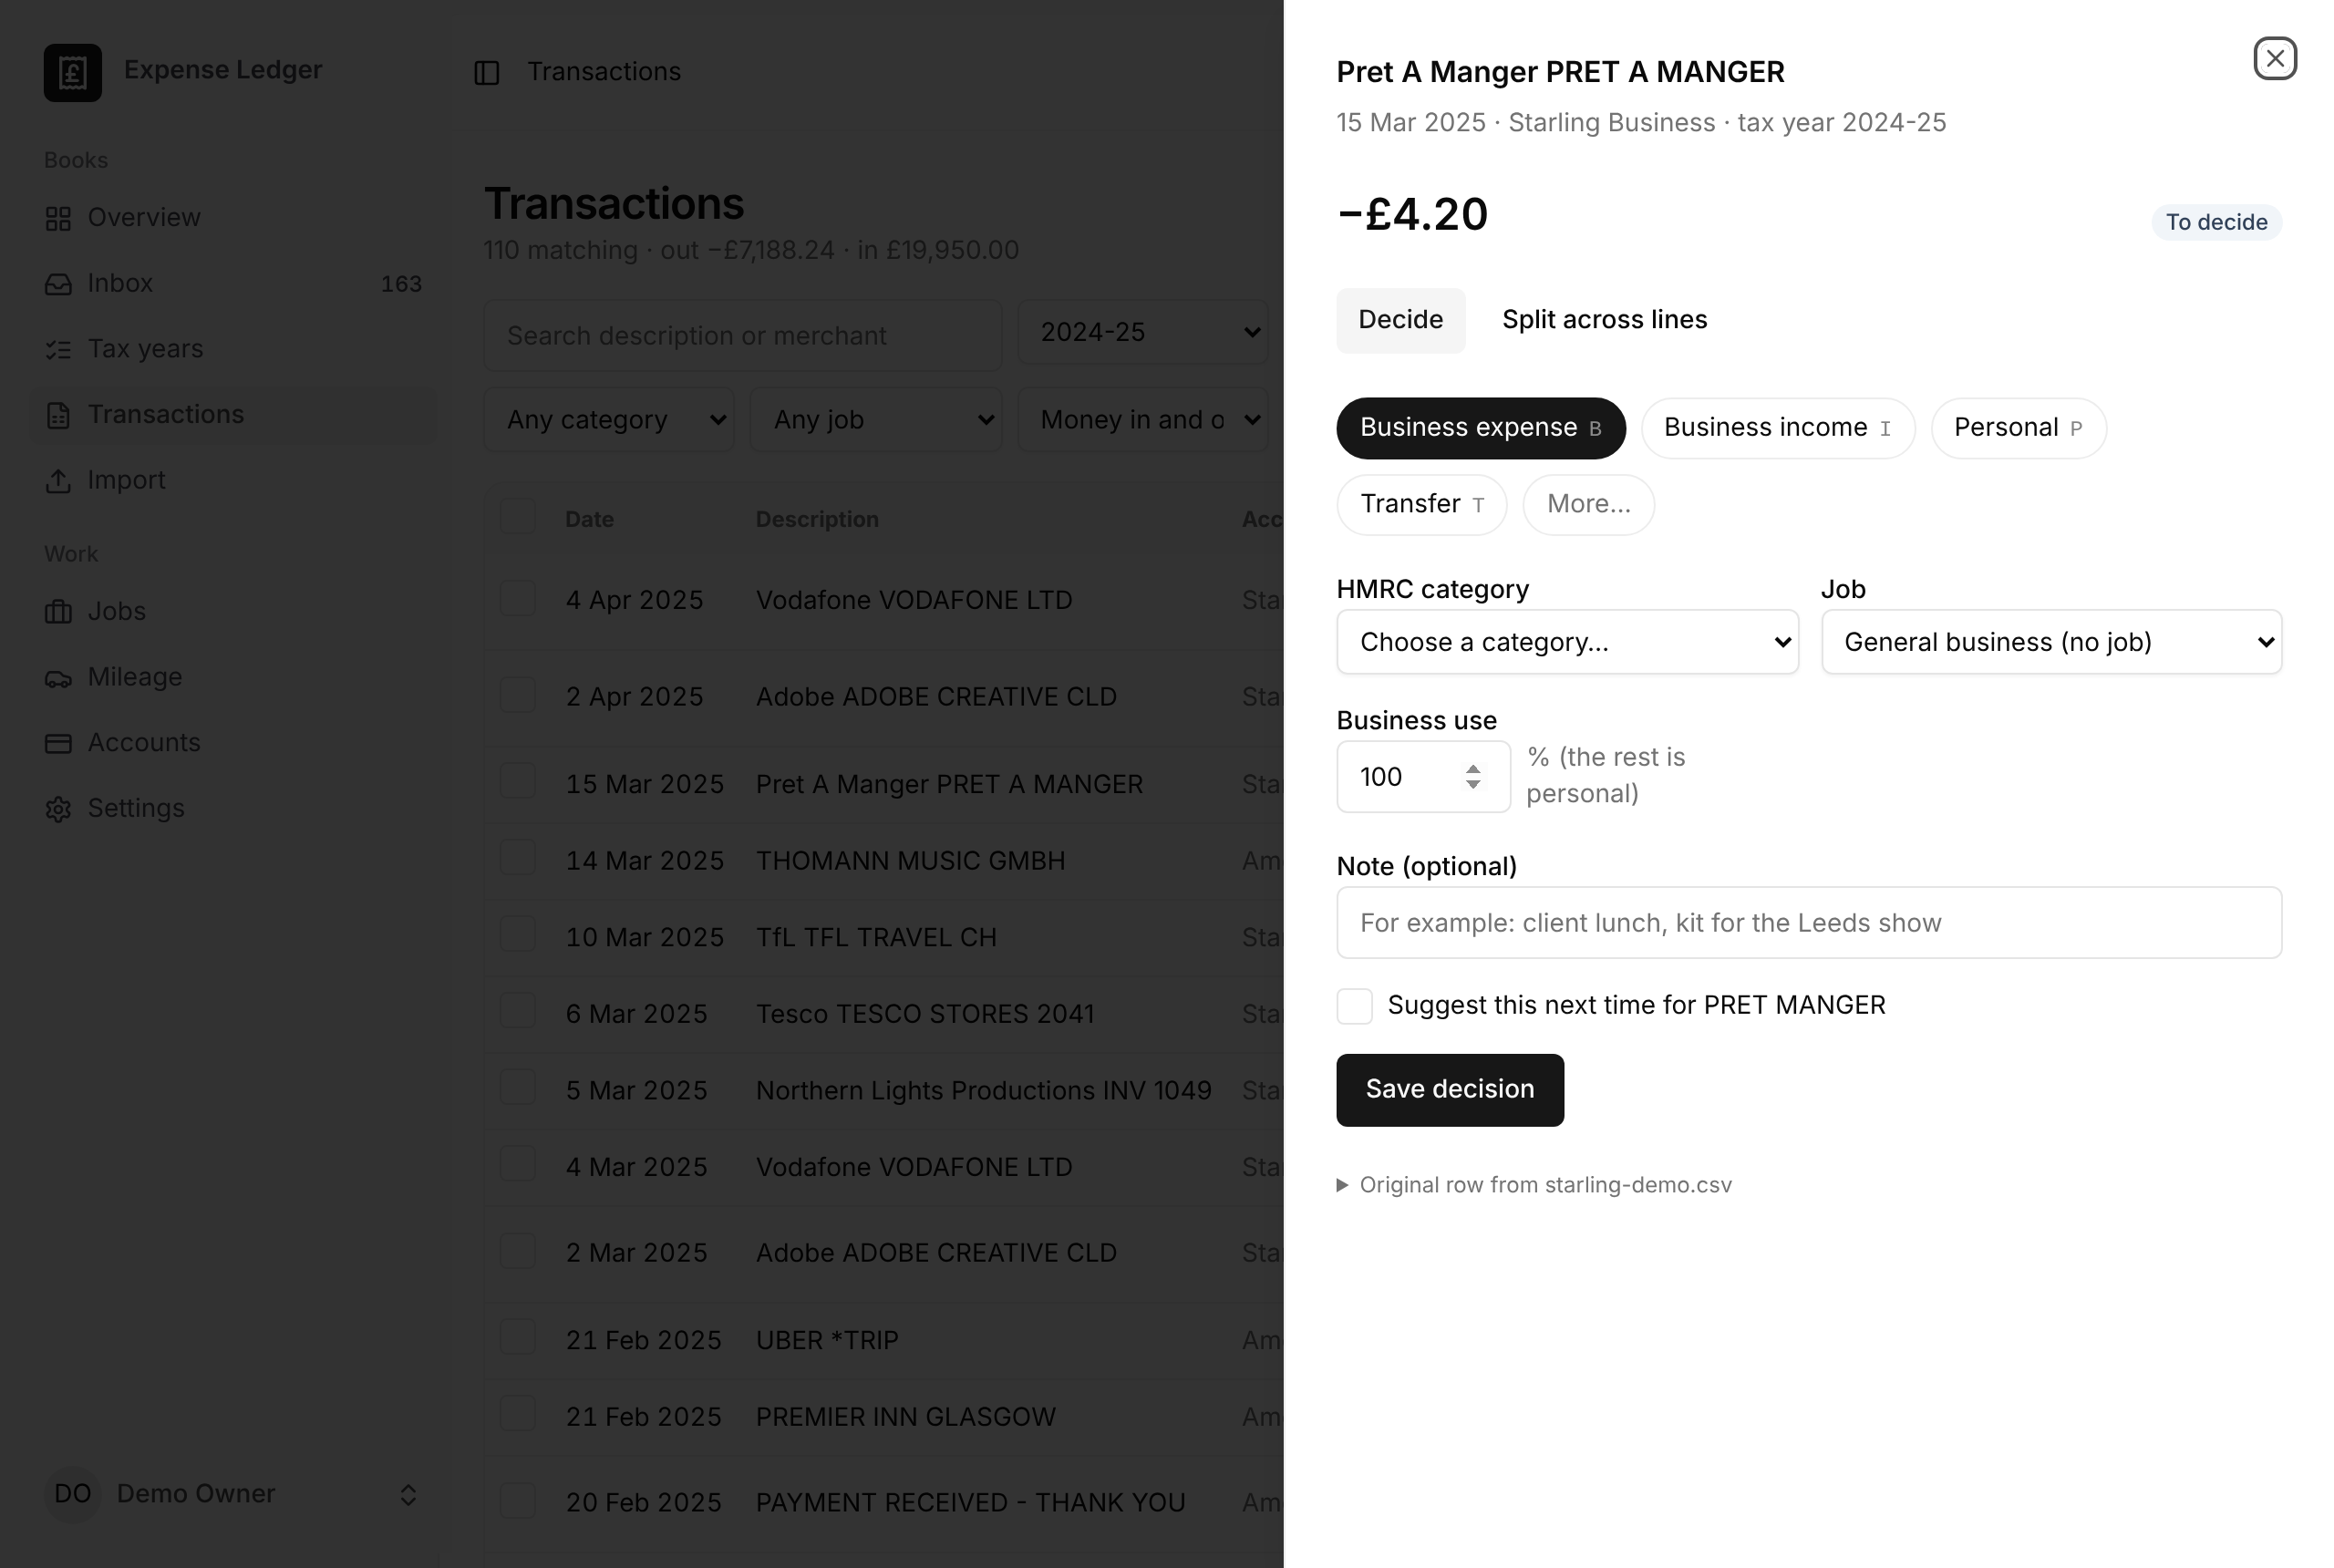 Expense Ledger
Books
Overview
Inbox 163
Tax years
Transactions
Import
Work
Jobs
Mileage
Accounts
Settings
DO Demo Owner
Transactions
Transactions
110 matching · out −£7,188.24 · in £19,950.00
Search description or merchant 2024-25
Any category Any job Money in and o
Date Description Acc
4 Apr 2025 Vodafone VODAFONE LTD Sta
2 Apr 2025 Adobe ADOBE CREATIVE CLD Sta
15 Mar 2025 Pret A Manger PRET A MANGER Sta
14 Mar 2025 THOMANN MUSIC GMBH Am
10 Mar 2025 TfL TFL TRAVEL CH Sta
6 Mar 2025 Tesco TESCO STORES 2041 Sta
5 Mar 2025 Northern Lights Productions INV 1049 Sta
4 Mar 2025 Vodafone VODAFONE LTD Sta
2 Mar 2025 Adobe ADOBE CREATIVE CLD Sta
21 Feb 2025 UBER *TRIP Am
21 Feb 2025 PREMIER INN GLASGOW Am
20 Feb 2025 PAYMENT RECEIVED - THANK YOU Am
Pret A Manger PRET A MANGER
15 Mar 2025 · Starling Business · tax year 2024-25
−£4.20 To decide
Decide Split across lines
Business expense B Business income I Personal P
Transfer T More...
HMRC category Job
Choose a category... General business (no job)
Business use
100 % (the rest is
personal)
Note (optional)
For example: client lunch, kit for the Leeds show
Suggest this next time for PRET MANGER
Save decision
Original row from starling-demo.csv